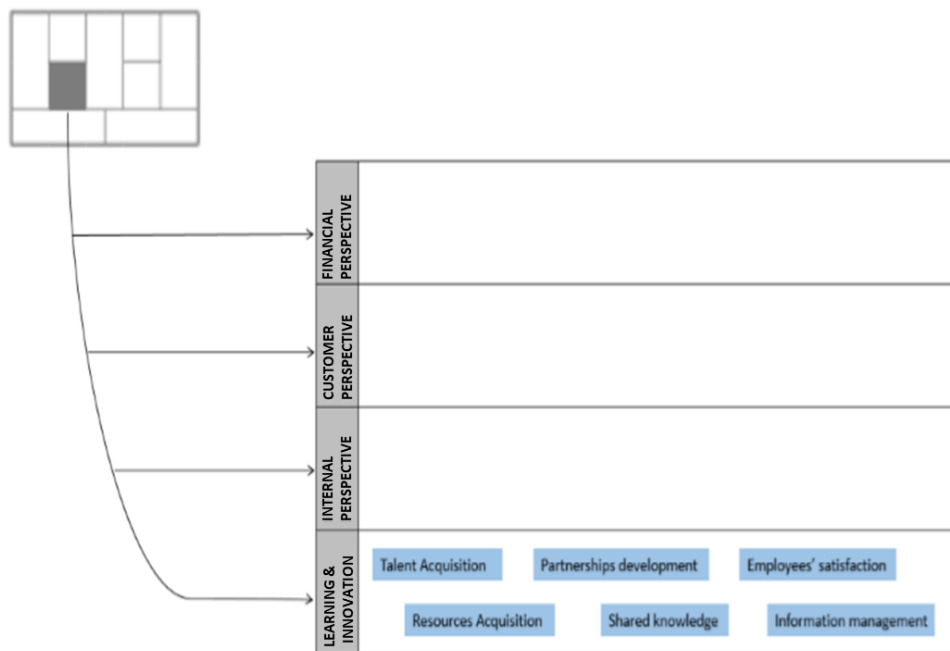 FINANCIAL
PERSPECTIVE
CUSTOMER
PERSPECTIVE
INTERNAL
PERSPECTIVE
LEARNING &
INNOVATION
Talent Acquisition
Partnerships development
Employees' satisfaction
Resources Acquisition
Shared knowledge
Information management